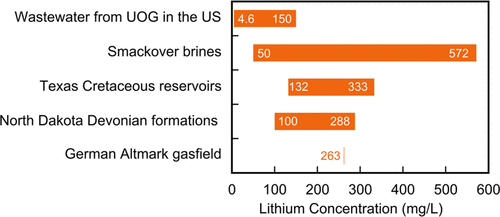 Wastewater from UOG in the US 4.6 150
Smackover brines 50 572
Texas Cretaceous reservoirs 132 333
North Dakota Devonian formations 100 288
German Altmark gasfield 263
0 100 200 300 400 500 600
Lithium Concentration (mg/L)